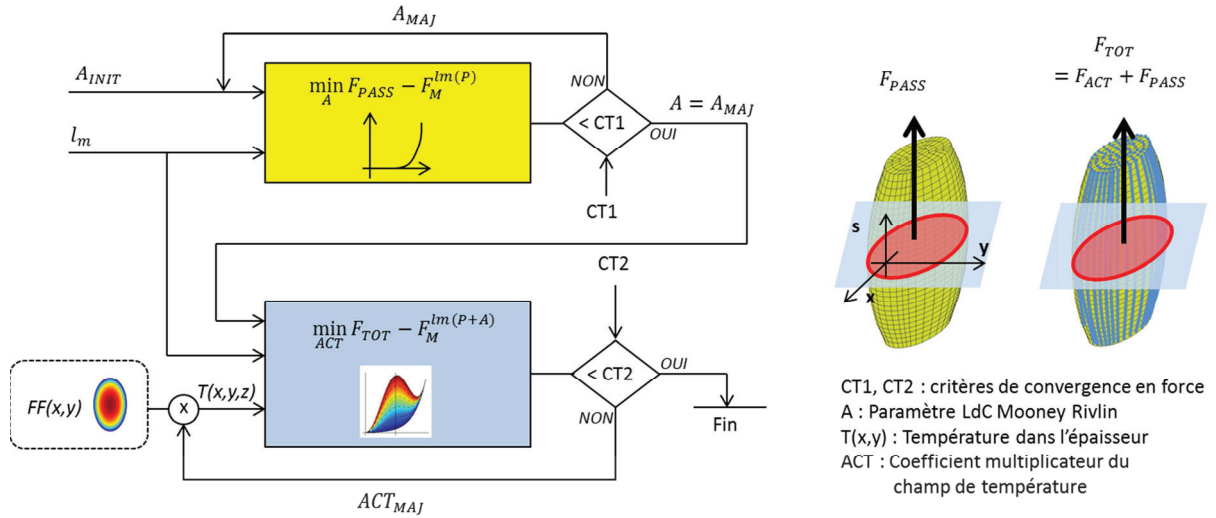 A_MAJ
A_INIT
l_m
min_A F_PASS − F_M^lm(P)
NON
< CT1
OUI
A = A_MAJ
CT1
CT2
min_ACT F_TOT − F_M^lm(P+A)
< CT2
OUI
NON
Fin
FF(x,y)
x
T(x,y,z)
ACT_MAJ
F_PASS
F_TOT
= F_ACT + F_PASS
s
y
x
CT1, CT2 : critères de convergence en force
A : Paramètre LdC Mooney Rivlin
T(x,y) : Température dans l'épaisseur
ACT : Coefficient multiplicateur du
champ de température